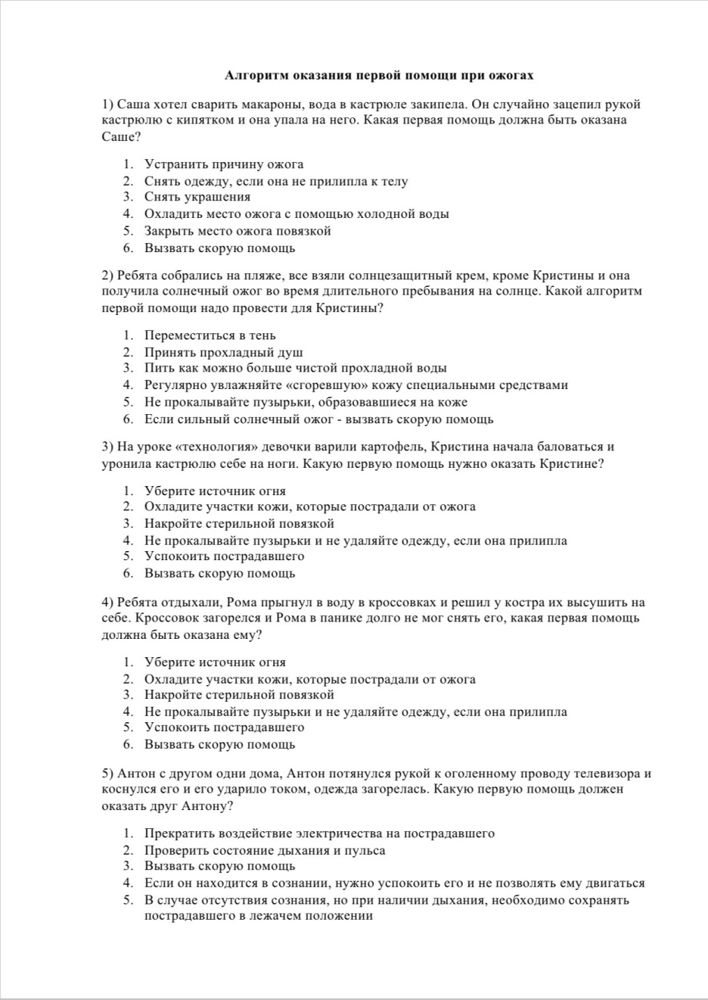 Алгоритм оказания первой помощи при ожогах
1) Саша хотел сварить макароны, вода в кастрюле закипела. Он случайно зацепил рукой
кастрюлю с кипятком и она упала на него. Какая первая помощь должна быть оказана
Саше?
1. Устранить причину ожога
2. Снять одежду, если она не прилипла к телу
3. Снять украшения
4. Охладить место ожога с помощью холодной воды
5. Закрыть место ожога повязкой
6. Вызвать скорую помощь
2) Ребята собрались на пляже, все взяли солнцезащитный крем, кроме Кристины и она
получила солнечный ожог во время длительного пребывания на солнце. Какой алгоритм
первой помощи надо провести для Кристины?
1. Переместиться в тень
2. Принять прохладный душ
3. Пить как можно больше чистой прохладной воды
4. Регулярно увлажняйте «сгоревшую» кожу специальными средствами
5. Не прокалывайте пузырьки, образовавшиеся на коже
6. Если сильный солнечный ожог - вызвать скорую помощь
3) На уроке «технология» девочки варили картофель, Кристина начала баловаться и
уронила кастрюлю себе на ноги. Какую первую помощь нужно оказать Кристине?
1. Уберите источник огня
2. Охладите участки кожи, которые пострадали от ожога
3. Накройте стерильной повязкой
4. Не прокалывайте пузырьки и не удаляйте одежду, если она прилипла
5. Успокоить пострадавшего
6. Вызвать скорую помощь
4) Ребята отдыхали, Рома прыгнул в воду в кроссовках и решил у костра их высушить на
себе. Кроссовок загорелся и Рома в панике долго не мог снять его, какая первая помощь
должна быть оказана ему?
1. Уберите источник огня
2. Охладите участки кожи, которые пострадали от ожога
3. Накройте стерильной повязкой
4. Не прокалывайте пузырьки и не удаляйте одежду, если она прилипла
5. Успокоить пострадавшего
6. Вызвать скорую помощь
5) Антон с другом одни дома, Антон потянулся рукой к оголенному проводу телевизора и
коснулся его и его ударило током, одежда загорелась. Какую первую помощь должен
оказать друг Антону?
1. Прекратить воздействие электричества на пострадавшего
2. Проверить состояние дыхания и пульса
3. Вызвать скорую помощь
4. Если он находится в сознании, нужно успокоить его и не позволять ему двигаться
5. В случае отсутствия сознания, но при наличии дыхания, необходимо сохранять
пострадавшего в лежачем положении